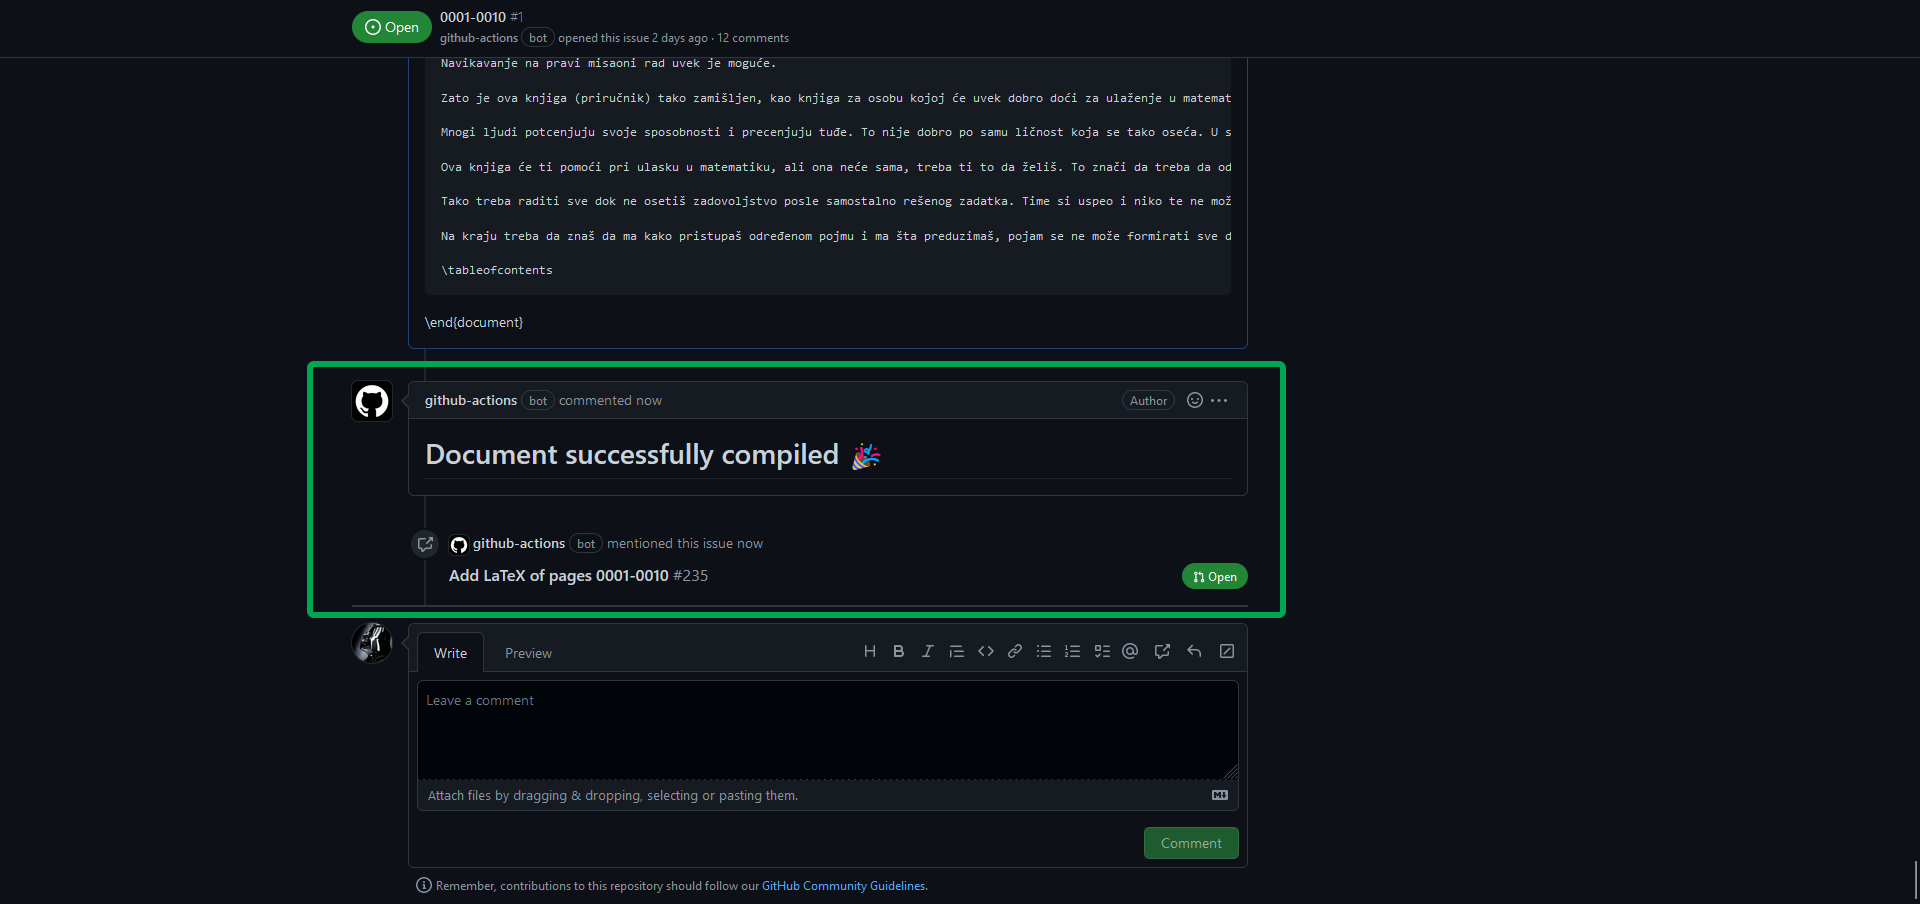 Open
0001-0010 #1
github-actions bot opened this issue 2 days ago · 12 comments
Navikavanje na pravi misaoni rad uvek je moguće.
Zato je ova knjiga (priručnik) tako zamišljen, kao knjiga za osobu kojoj će uvek dobro doći za ulaženje u matemat
Mnogi ljudi potcenjuju svoje sposobnosti i precenjuju tuđe. To nije dobro po samu ličnost koja se tako oseća. U s
Ova knjiga će ti pomoći pri ulasku u matematiku, ali ona neće sama, treba ti to da želiš. To znači da treba da od
Tako treba raditi sve dok ne osetiš zadovoljstvo posle samostalno rešenog zadatka. Time si uspeo i niko te ne mož
Na kraju treba da znaš da ma kako pristupaš određenom pojmu i ma šta preduzimaš, pojam se ne može formirati sve d
\tableofcontents
\end{document}
github-actions bot commented now
Author
Document successfully compiled 🎉
github-actions bot mentioned this issue now
Add LaTeX of pages 0001-0010 #235
Open
Write
Preview
Leave a comment
Attach files by dragging & dropping, selecting or pasting them.
Comment
Remember, contributions to this repository should follow our GitHub Community Guidelines.